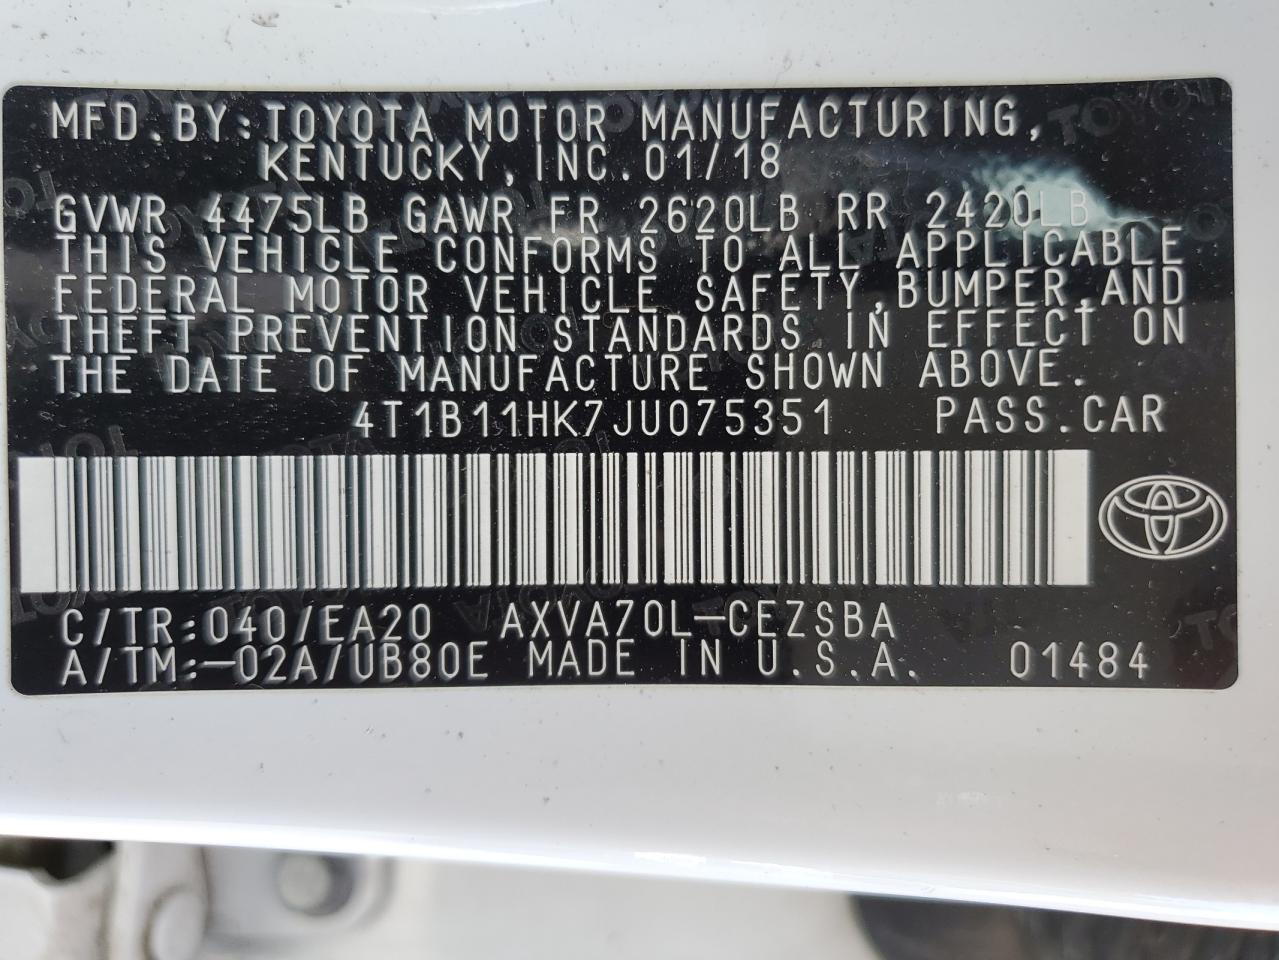 MFD.BY:TOYOTA MOTOR MANUFACTURING,
KENTUCKY,INC.01/18
GVWR 4475LB GAWR FR 2620LB RR 2420LB
THIS VEHICLE CONFORMS TO ALL APPLICABLE
FEDERAL MOTOR VEHICLE SAFETY,BUMPER,AND
THEFT PREVENTION STANDARDS IN EFFECT ON
THE DATE OF MANUFACTURE SHOWN ABOVE.
4T1B11HK7JU075351 PASS.CAR
C/TR:040/EA20 AXVA70L-CEZSBA
A/TM:-02A/UB80E MADE IN U.S.A. 01484